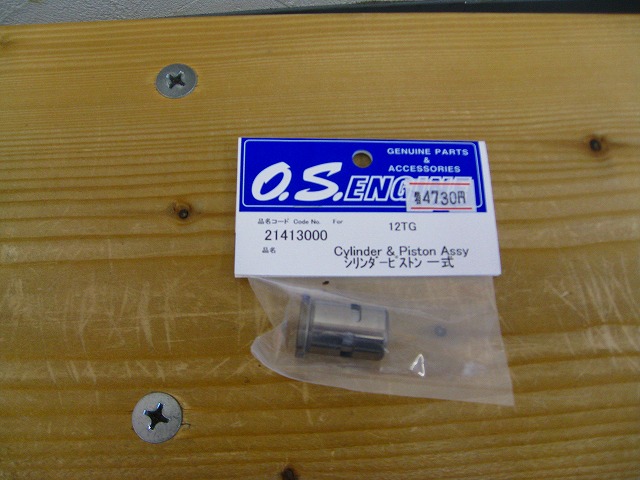 GENUINE PARTS
&
ACCESSORIES
O.S. ENGINE
4730円
品名コード Code No. For
21413000 12TG
品名 Cylinder & Piston Assy
シリンダーピストン 一式